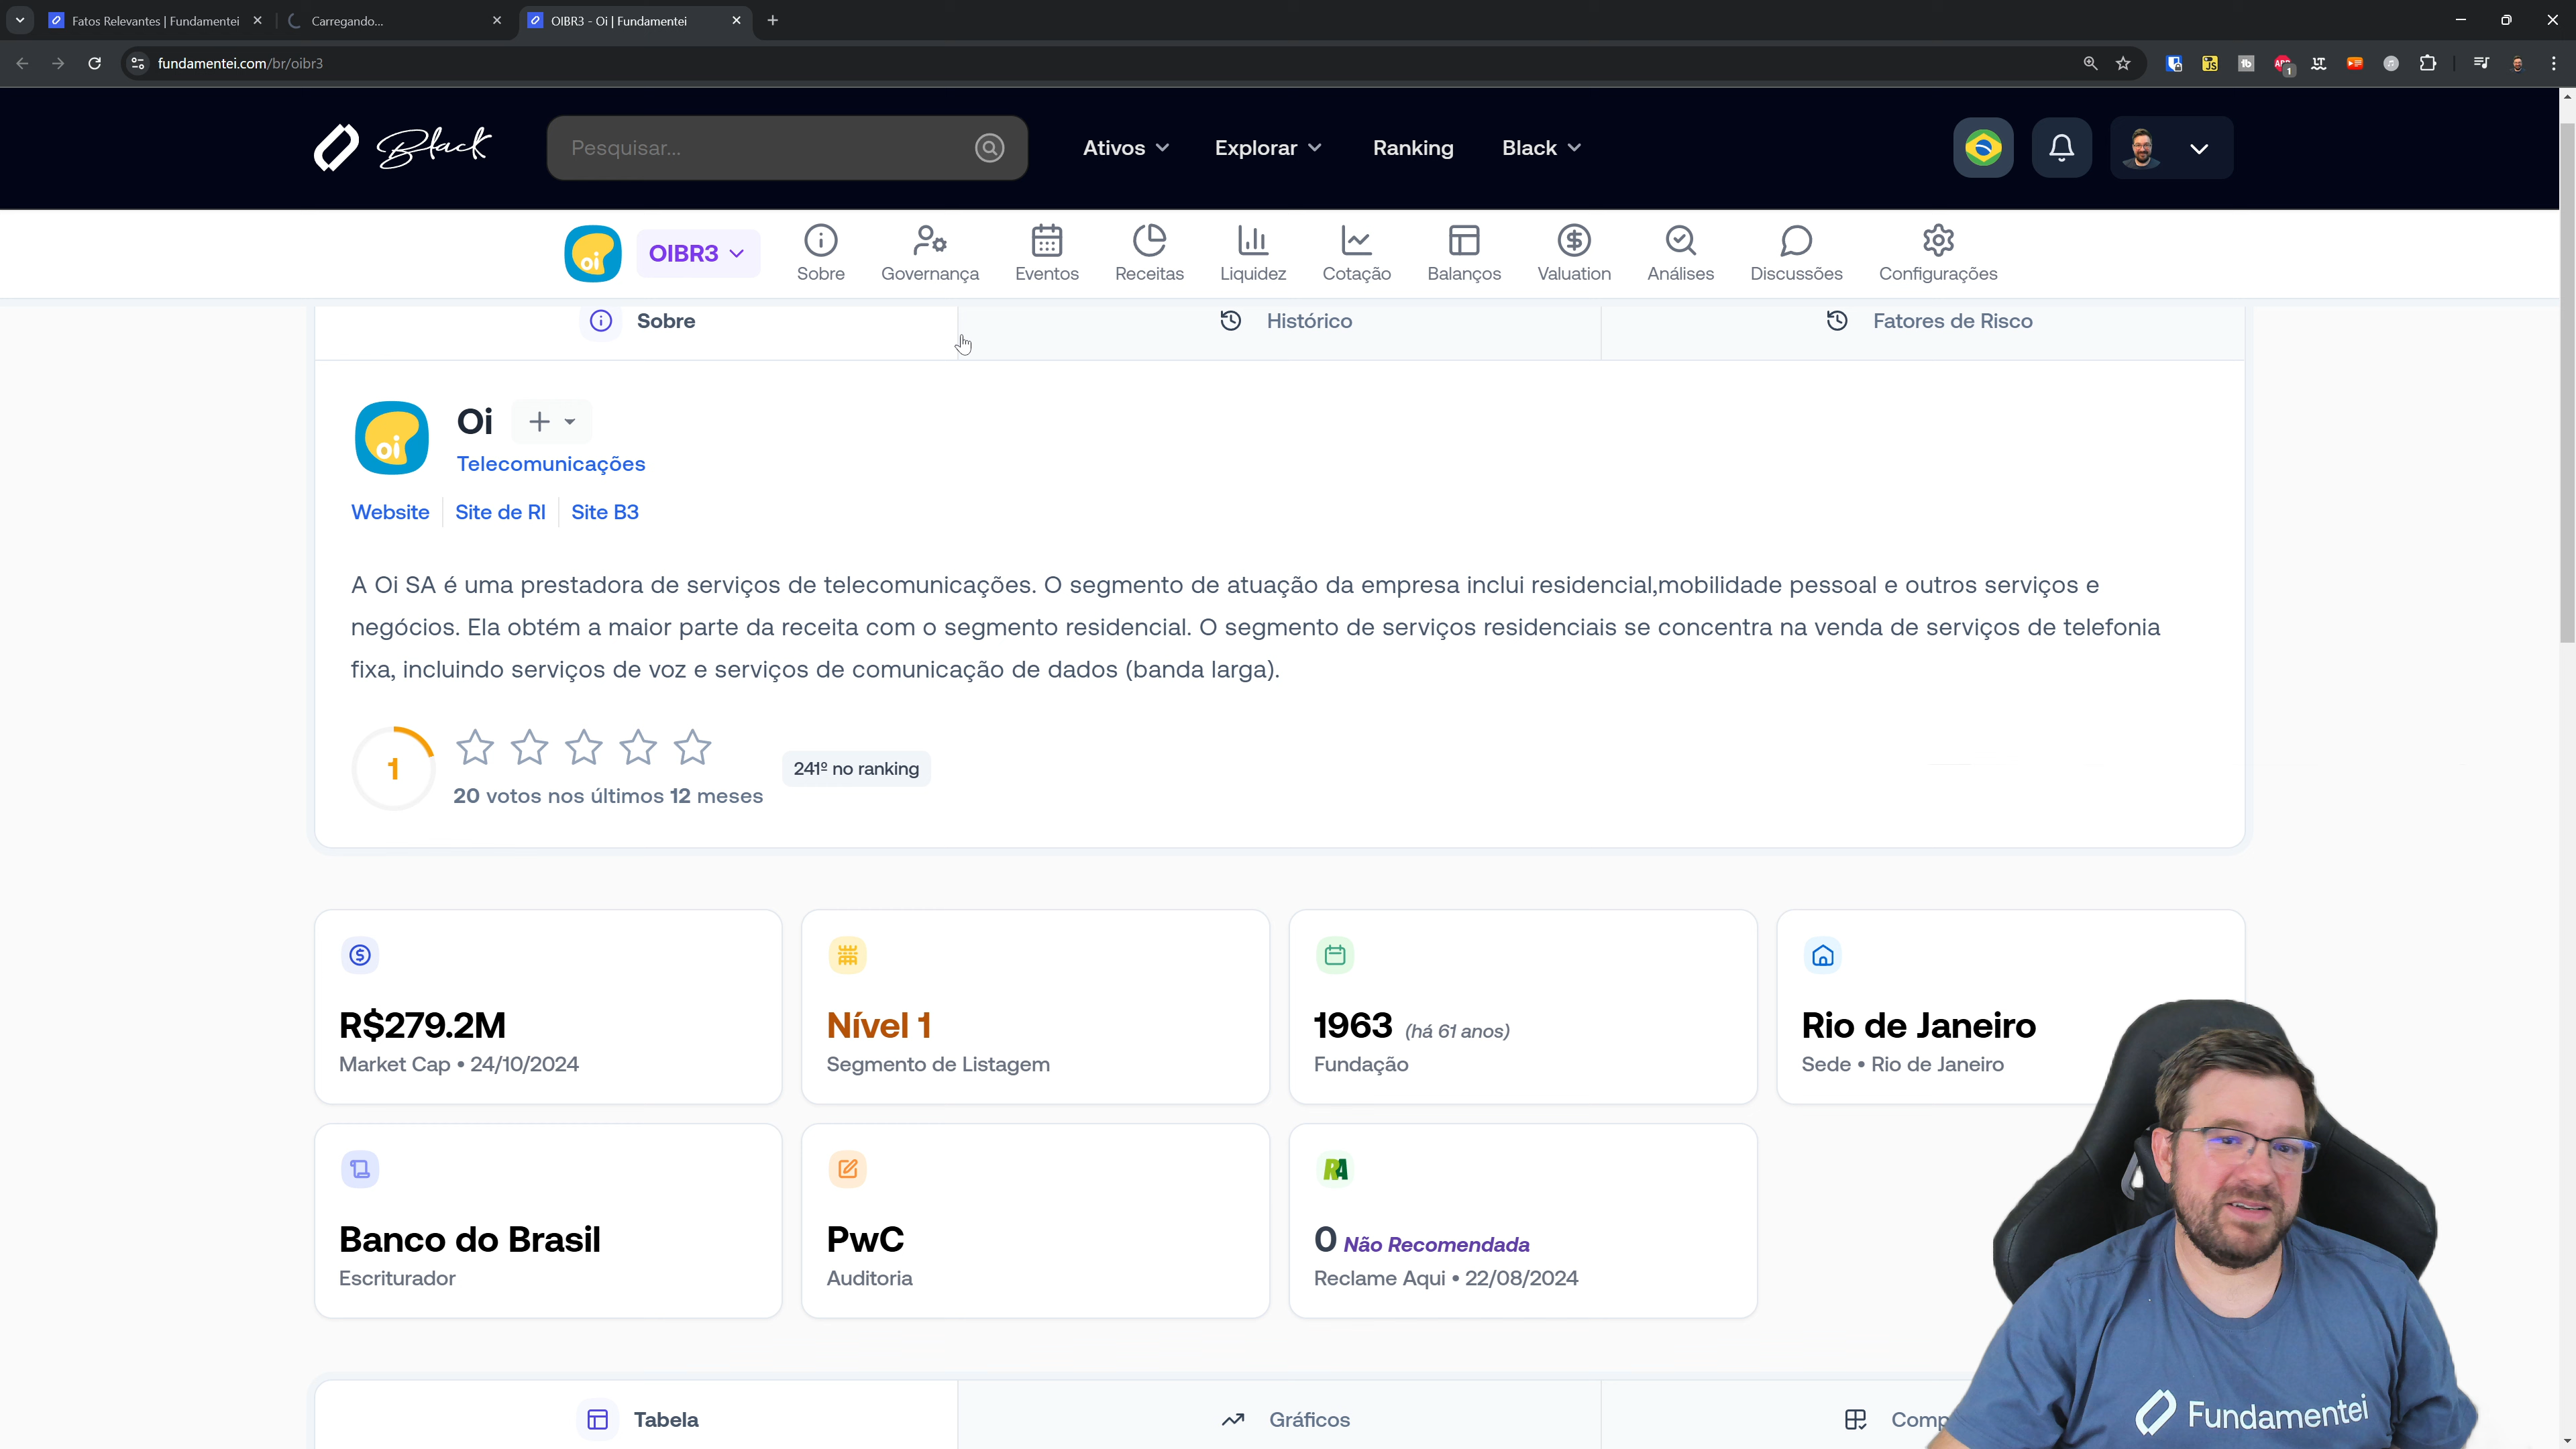 Fatos Relevantes | Fundamentei
Carregando...
OIBR3 - Oi | Fundamentei
fundamentei.com/br/oibr3
Black
Pesquisar...
Ativos
Explorar
Ranking
Black
oi
OIBR3
Sobre
Governança
Eventos
Receitas
Liquidez
Cotação
Balanços
Valuation
Análises
Discussões
Configurações
Sobre
Histórico
Fatores de Risco
oi
Oi
Telecomunicações
Website
Site de RI
Site B3
A Oi SA é uma prestadora de serviços de telecomunicações. O segmento de atuação da empresa inclui residencial,mobilidade pessoal e outros serviços e
negócios. Ela obtém a maior parte da receita com o segmento residencial. O segmento de serviços residenciais se concentra na venda de serviços de telefonia
fixa, incluindo serviços de voz e serviços de comunicação de dados (banda larga).
1
20 votos nos últimos 12 meses
241º no ranking
R$279.2M
Market Cap • 24/10/2024
Nível 1
Segmento de Listagem
1963 (há 61 anos)
Fundação
Rio de Janeiro
Sede • Rio de Janeiro
Banco do Brasil
Escriturador
PwC
Auditoria
RA
0 Não Recomendada
Reclame Aqui • 22/08/2024
Tabela
Gráficos
Comp
Fundamentei